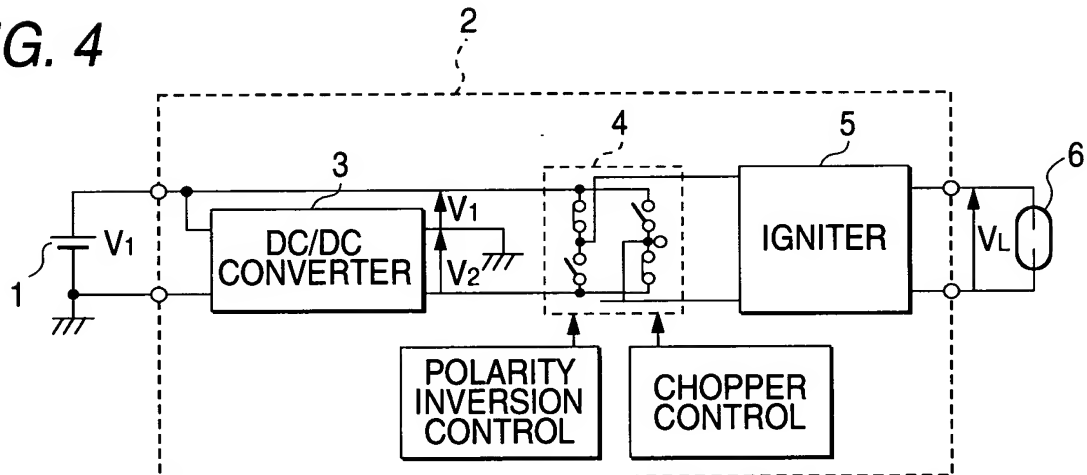 FIG. 4
2
3
4
5
6
1
V1
DC/DC
CONVERTER
V1
V2
IGNITER
VL
POLARITY
INVERSION
CONTROL
CHOPPER
CONTROL